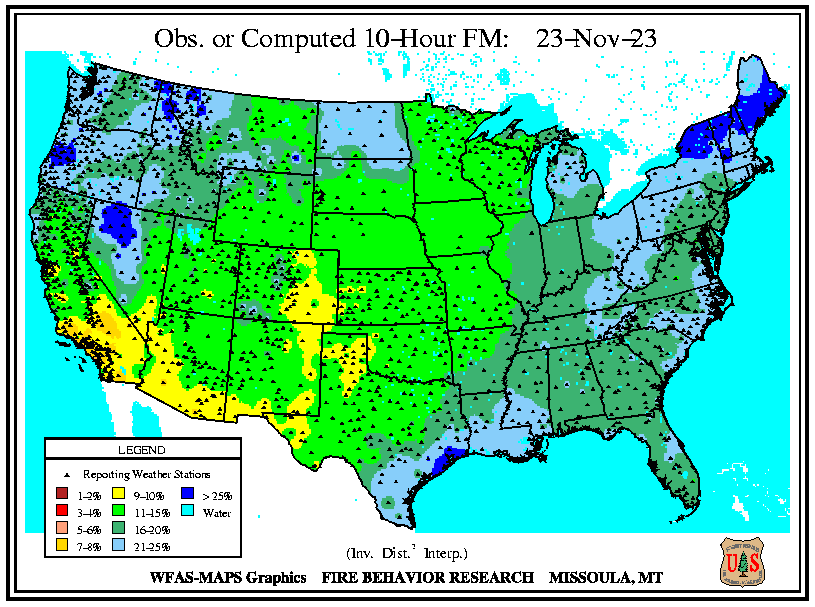 Obs. or Computed 10-Hour FM: 23-Nov-23
LEGEND
Reporting Weather Stations
1-2% 9-10% > 25%
3-4% 11-15% Water
5-6% 16-20%
7-8% 21-25%
(Inv. Dist.² Interp.)
WFAS-MAPS Graphics FIRE BEHAVIOR RESEARCH MISSOULA, MT
U S